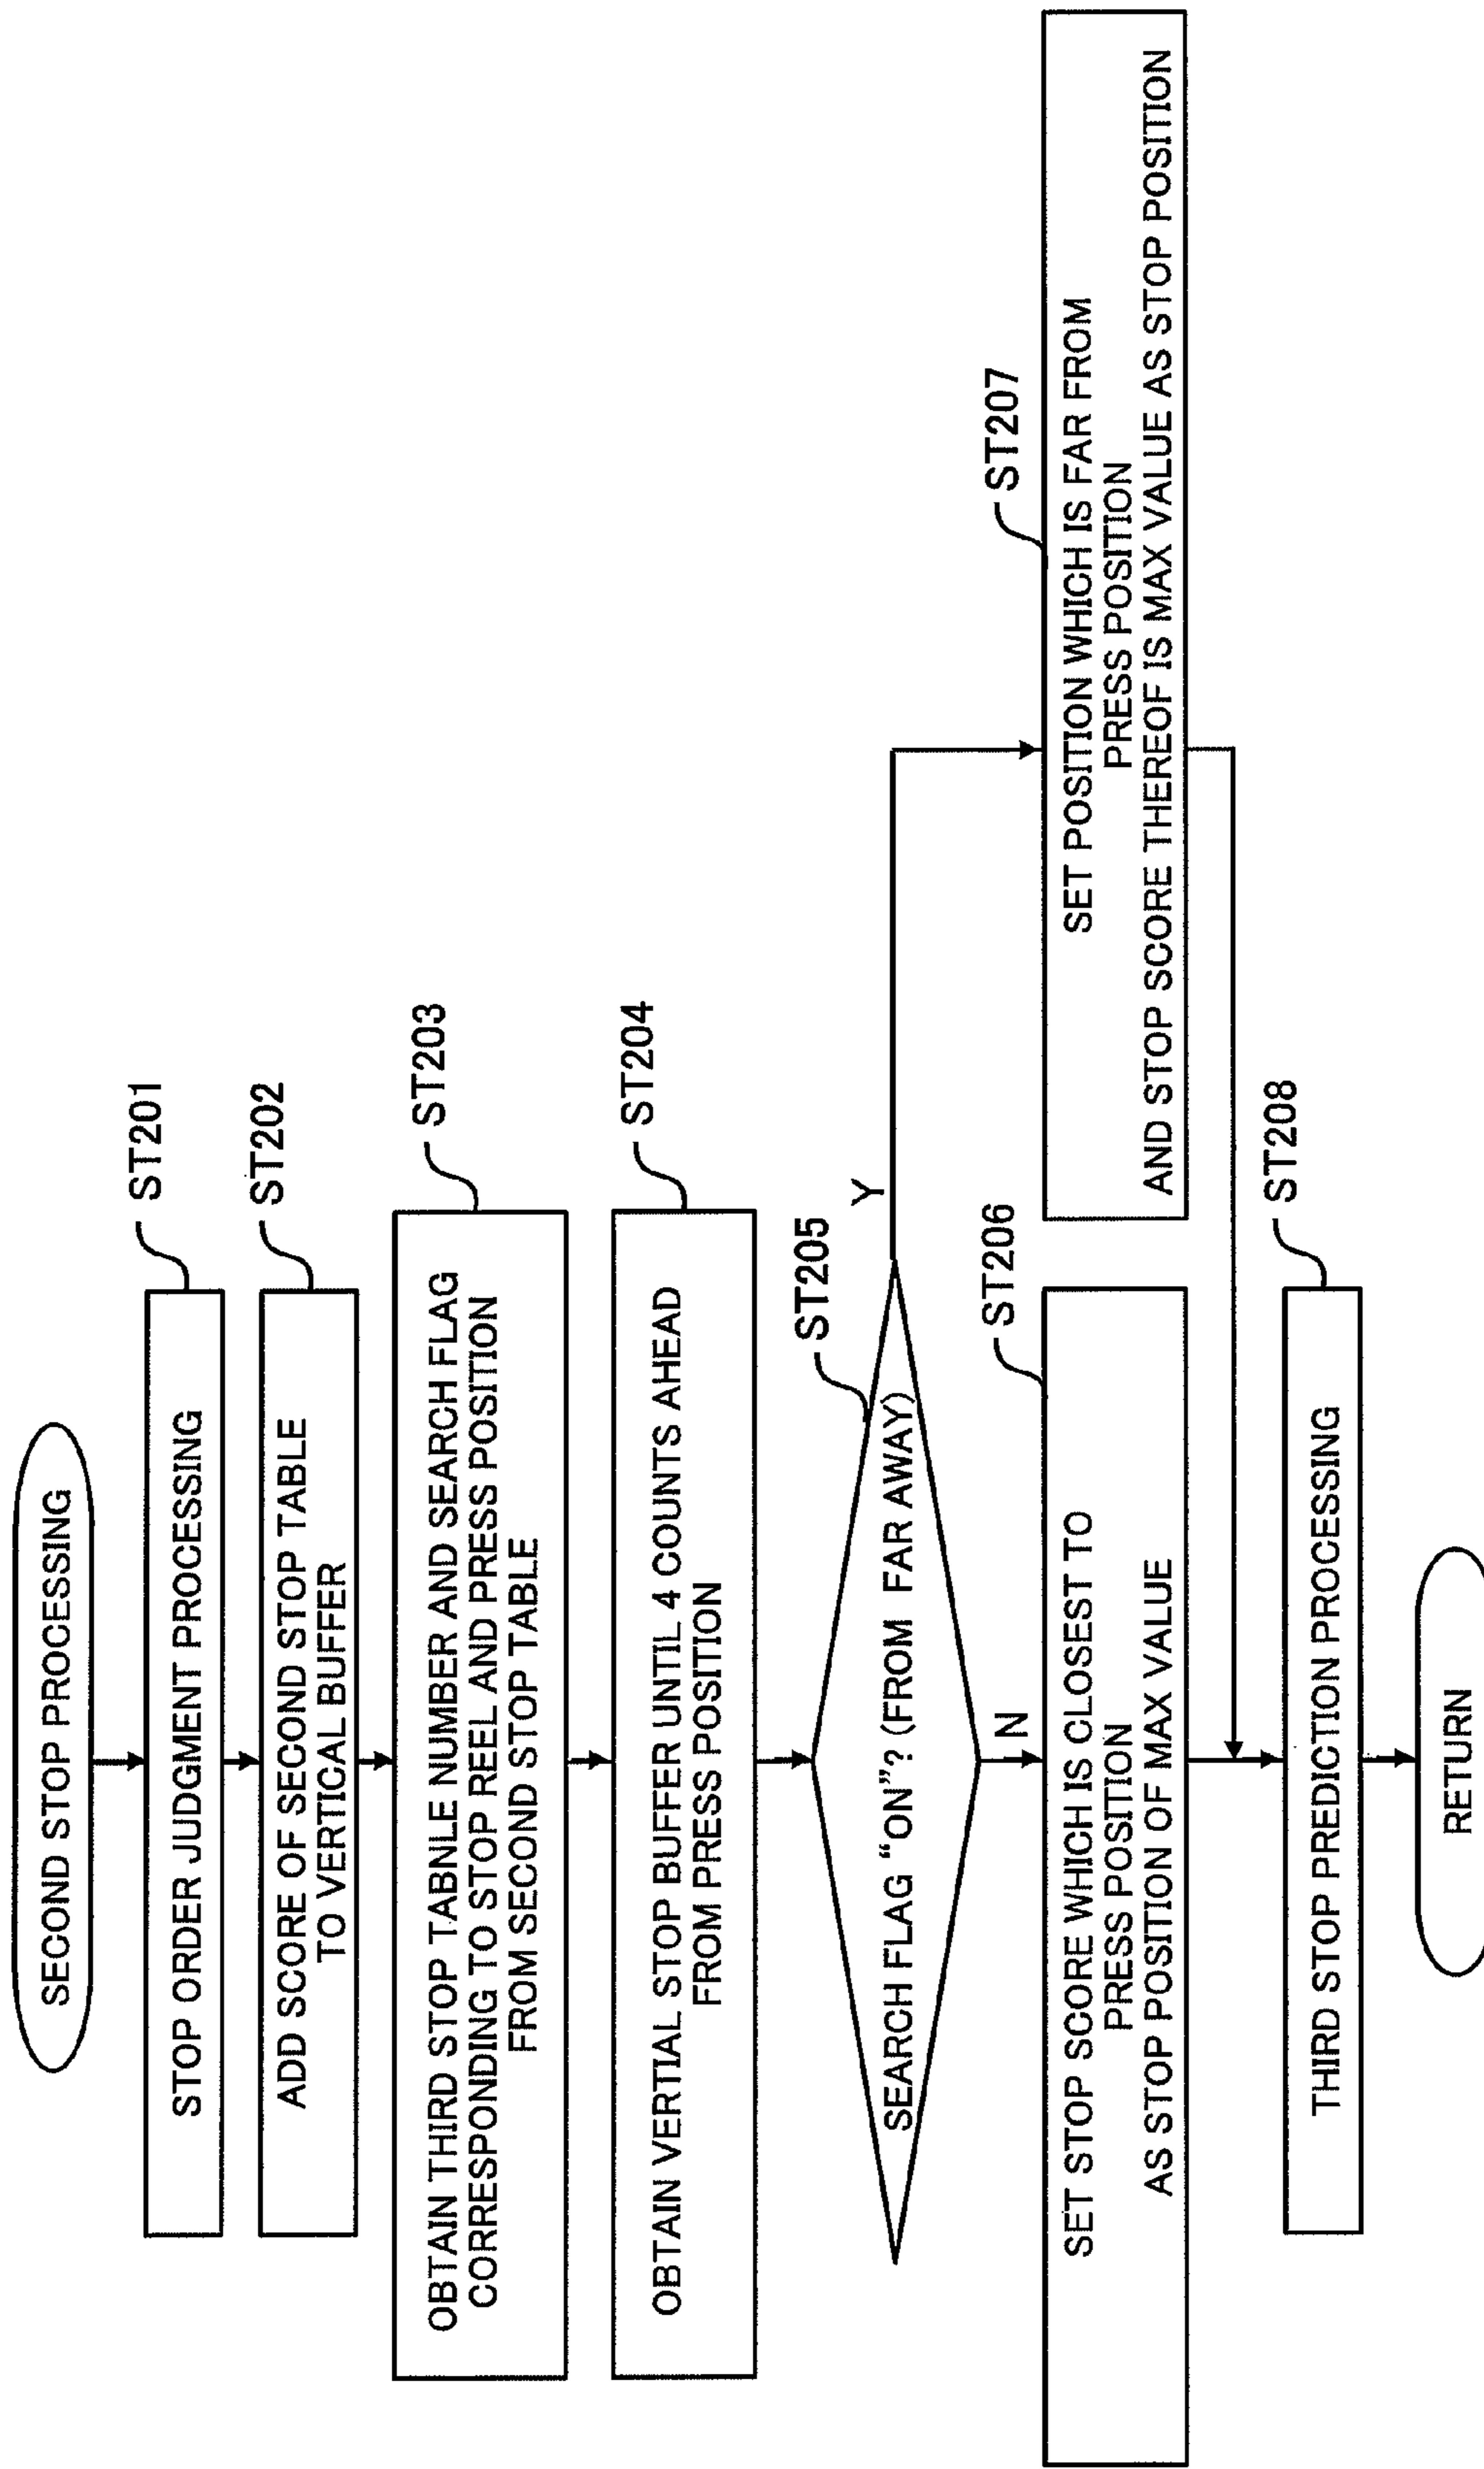 SECOND STOP PROCESSING
ST201
STOP ORDER JUDGMENT PROCESSING
ST202
ADD SCORE OF SECOND STOP TABLE
TO VERTICAL BUFFER
ST203
OBTAIN THIRD STOP TABNLE NUMBER AND SEARCH FLAG
CORRESPONDING TO STOP REEL AND PRESS POSITION
FROM SECOND STOP TABLE
ST204
OBTAIN VERTIAL STOP BUFFER UNTIL 4 COUNTS AHEAD
FROM PRESS POSITION
ST205
SEARCH FLAG “ON”? (FROM FAR AWAY)
Y
N
ST206
SET STOP SCORE WHICH IS CLOSEST TO
PRESS POSITION
AS STOP POSITION OF MAX VALUE
ST207
SET POSITION WHICH IS FAR FROM
PRESS POSITION
AND STOP SCORE THEREOF IS MAX VALUE AS STOP POSITION
ST208
THIRD STOP PREDICTION PROCESSING
RETURN